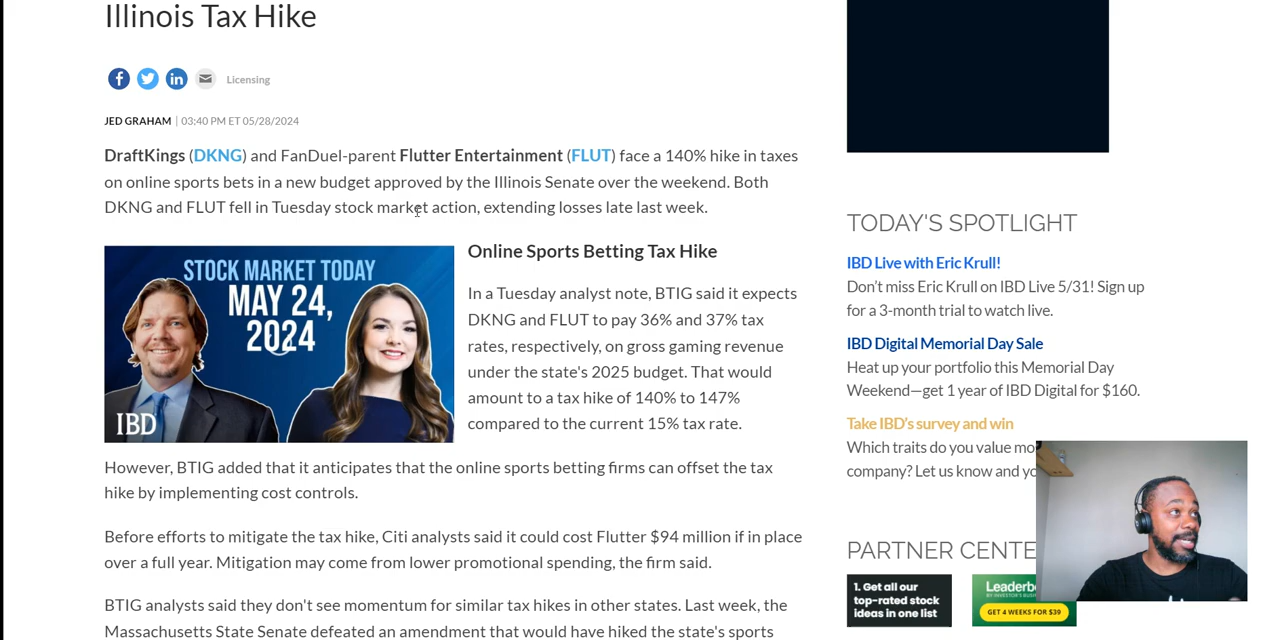 Illinois Tax Hike
Licensing
JED GRAHAM | 03:40 PM ET 05/28/2024
DraftKings (DKNG) and FanDuel-parent Flutter Entertainment (FLUT) face a 140% hike in taxes
on online sports bets in a new budget approved by the Illinois Senate over the weekend. Both
DKNG and FLUT fell in Tuesday stock market action, extending losses late last week.
STOCK MARKET TODAY
MAY 24,
2024
IBD
Online Sports Betting Tax Hike
In a Tuesday analyst note, BTIG said it expects
DKNG and FLUT to pay 36% and 37% tax
rates, respectively, on gross gaming revenue
under the state's 2025 budget. That would
amount to a tax hike of 140% to 147%
compared to the current 15% tax rate.
However, BTIG added that it anticipates that the online sports betting firms can offset the tax
hike by implementing cost controls.
Before efforts to mitigate the tax hike, Citi analysts said it could cost Flutter $94 million if in place
over a full year. Mitigation may come from lower promotional spending, the firm said.
BTIG analysts said they don't see momentum for similar tax hikes in other states. Last week, the
Massachusetts State Senate defeated an amendment that would have hiked the state's sports
TODAY'S SPOTLIGHT
IBD Live with Eric Krull!
Don't miss Eric Krull on IBD Live 5/31! Sign up
for a 3-month trial to watch live.
IBD Digital Memorial Day Sale
Heat up your portfolio this Memorial Day
Weekend—get 1 year of IBD Digital for $160.
Take IBD's survey and win
Which traits do you value mo
company? Let us know and yo
PARTNER CENTE
1. Get all our
top-rated stock
ideas in one list
Leaderb
GET 4 WEEKS FOR $39